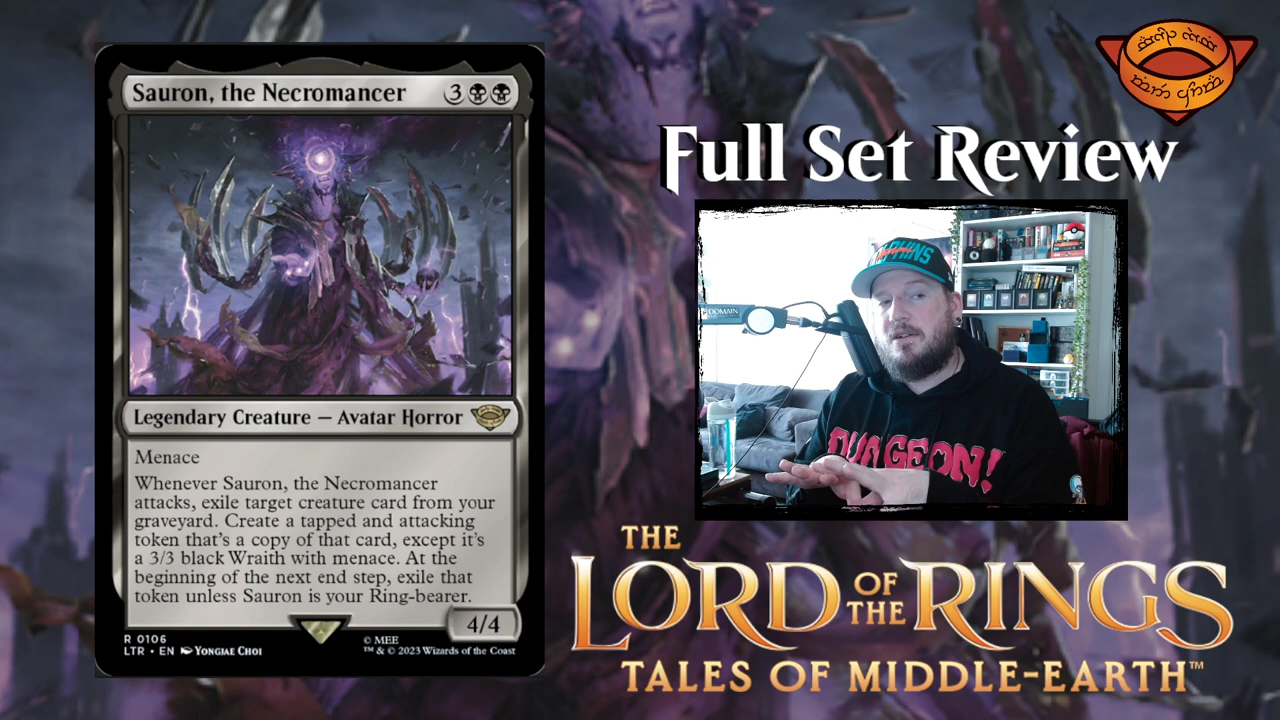 Sauron, the Necromancer 3
Full Set Review
DOMAIN
DUNGEON!
Legendary Creature — Avatar Horror
Menace
Whenever Sauron, the Necromancer
attacks, exile target creature card from your
graveyard. Create a tapped and attacking
token that's a copy of that card, except it's
a 3/3 black Wraith with menace. At the
beginning of the next end step, exile that
token unless Sauron is your Ring-bearer.
4/4
R 0106
LTR • EN Yongjae Choi
© MEE
™ & © 2023 Wizards of the Coast
THE
LORD OF THE RINGS
TALES OF MIDDLE-EARTH™